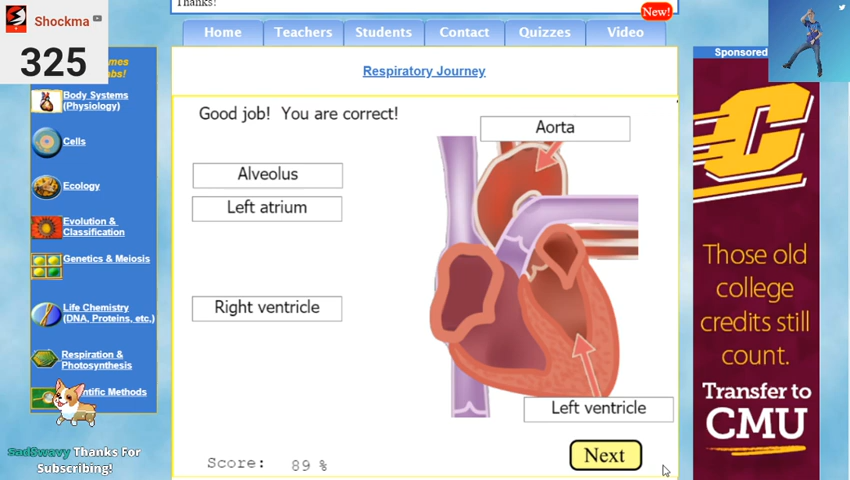 Thanks!
New!
Shockma
325
Home
Teachers
Students
Contact
Quizzes
Video
Sponsored
Respiratory Journey
Body Systems
(Physiology)
Cells
Ecology
Evolution &
Classification
Genetics & Meiosis
Life Chemistry
(DNA, Proteins, etc.)
Respiration &
Photosynthesis
Methods
Sad5wavy Thanks For
Subscribing!
Good job! You are correct!
Aorta
Alveolus
Left atrium
Right ventricle
Left ventricle
Score: 89 %
Next
C
Those old
college
credits still
count.
Transfer to
CMU